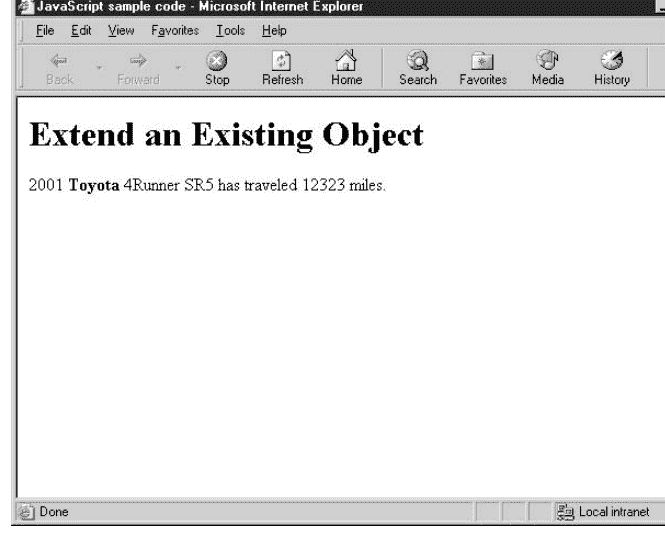 JavaScript sample code - Microsoft Internet Explorer
File Edit View Favorites Tools Help
Back Forward Stop Refresh Home Search Favorites Media History
Extend an Existing Object
2001 Toyota 4Runner SR5 has traveled 12323 miles.
Done Local intranet